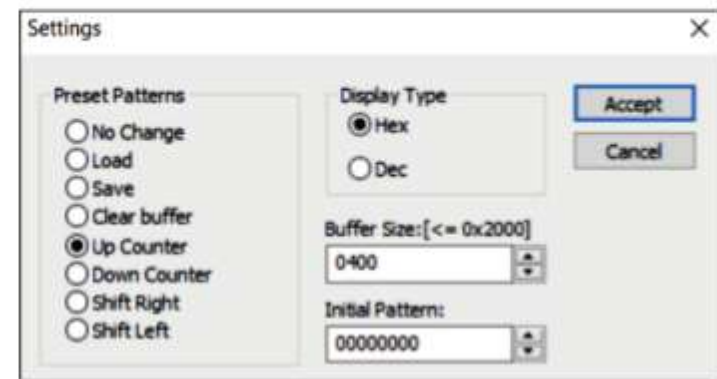 Settings
Preset Patterns
No Change
Load
Save
Clear buffer
Up Counter
Down Counter
Shift Right
Shift Left
Display Type
Hex
Dec
Buffer Size:[<= 0x2000]
0400
Initial Pattern:
00000000
Accept
Cancel